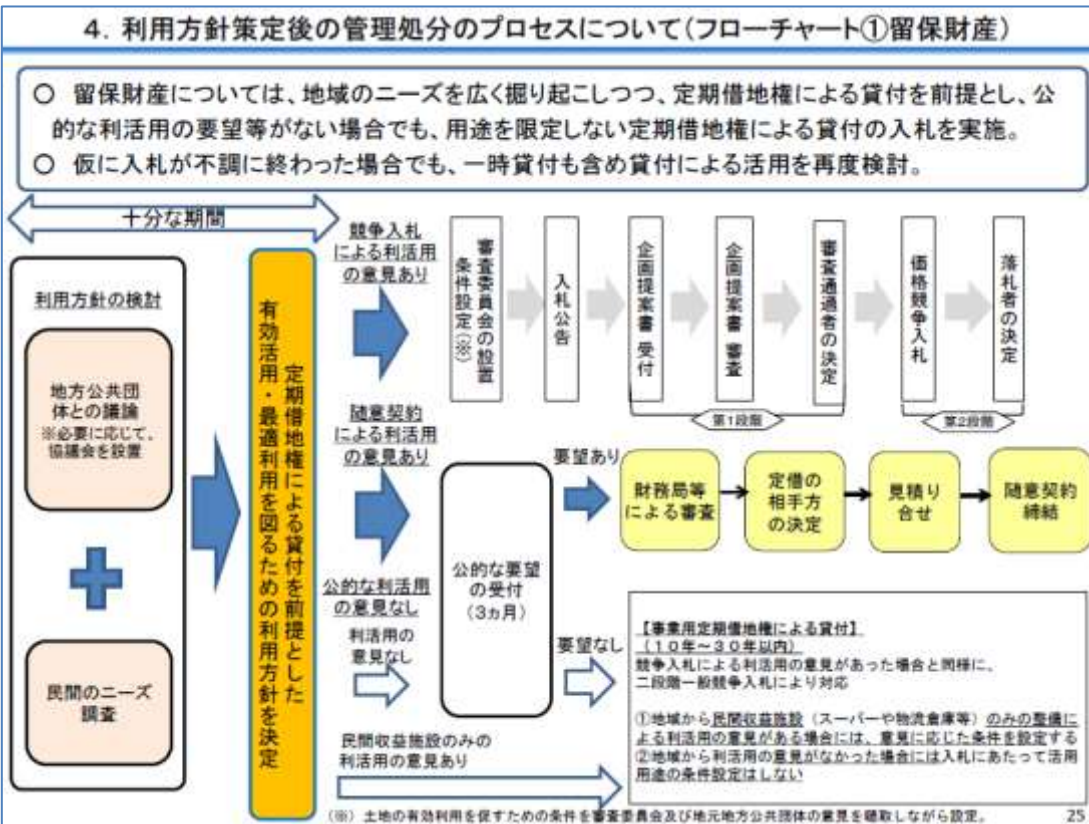 4．利用方針策定後の管理処分のプロセスについて（フローチャート①留保財産）
○　留保財産については、地域のニーズを広く掘り起こしつつ、定期借地権による貸付を前提とし、公
的な利活用の要望等がない場合でも、用途を限定しない定期借地権による貸付の入札を実施。
○　仮に入札が不調に終わった場合でも、一時貸付も含め貸付による活用を再度検討。
十分な期間
利用方針の検討
地方公共団
体との議論
※必要に応じて、
協議会を設置
民間のニーズ
調査
定期借地権による貸付を前提とした
有効活用・最適利用を図るための利用方針を決定
競争入札
による利活用
の意見あり
審査委員会の設置
条件設定（※）
入札公告
企画提案書 受付
企画提案書 審査
審査通過者の決定
価格競争・入札
落札者の決定
第1段階
第2段階
随意契約
による利活用
の意見あり
公的な利活用
の意見なし
利活用の
意見なし
公的な要望
の受付
（3ヵ月）
要望あり
財務局等
による審査
定借の
相手方
の決定
見積り
合せ
随意契約
締結
要望なし
民間収益施設のみの
利活用の意見あり
【事業用定期借地権による貸付】
（10年～30年以内）
競争入札による利活用の意見があった場合と同様に、
二段階一般競争入札により対応
①地域から民間収益施設（スーパーや物流倉庫等）のみの整備に
よる利活用の意見がある場合には、意見に応じた条件を設定する
②地域から利活用の意見がなかった場合には入札にあたって活用
用途の条件設定はしない
（※）土地の有効利用を促すための条件を審査委員会及び地元地方公共団体の意見を聴取しながら設定。
25